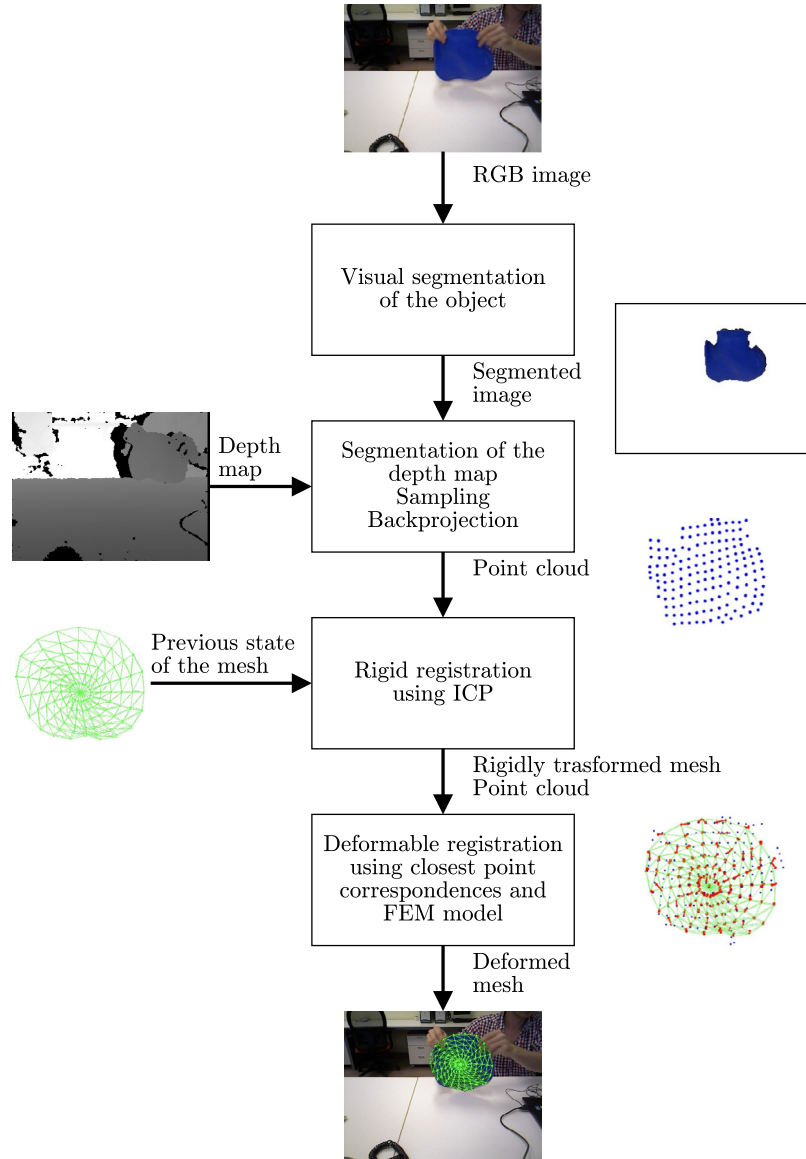 RGB image
Visual segmentation
of the object
Segmented
image
Depth
map
Segmentation of the
depth map
Sampling
Backprojection
Point cloud
Previous state
of the mesh
Rigid registration
using ICP
Rigidly trasformed mesh
Point cloud
Deformable registration
using closest point
correspondences and
FEM model
Deformed
mesh